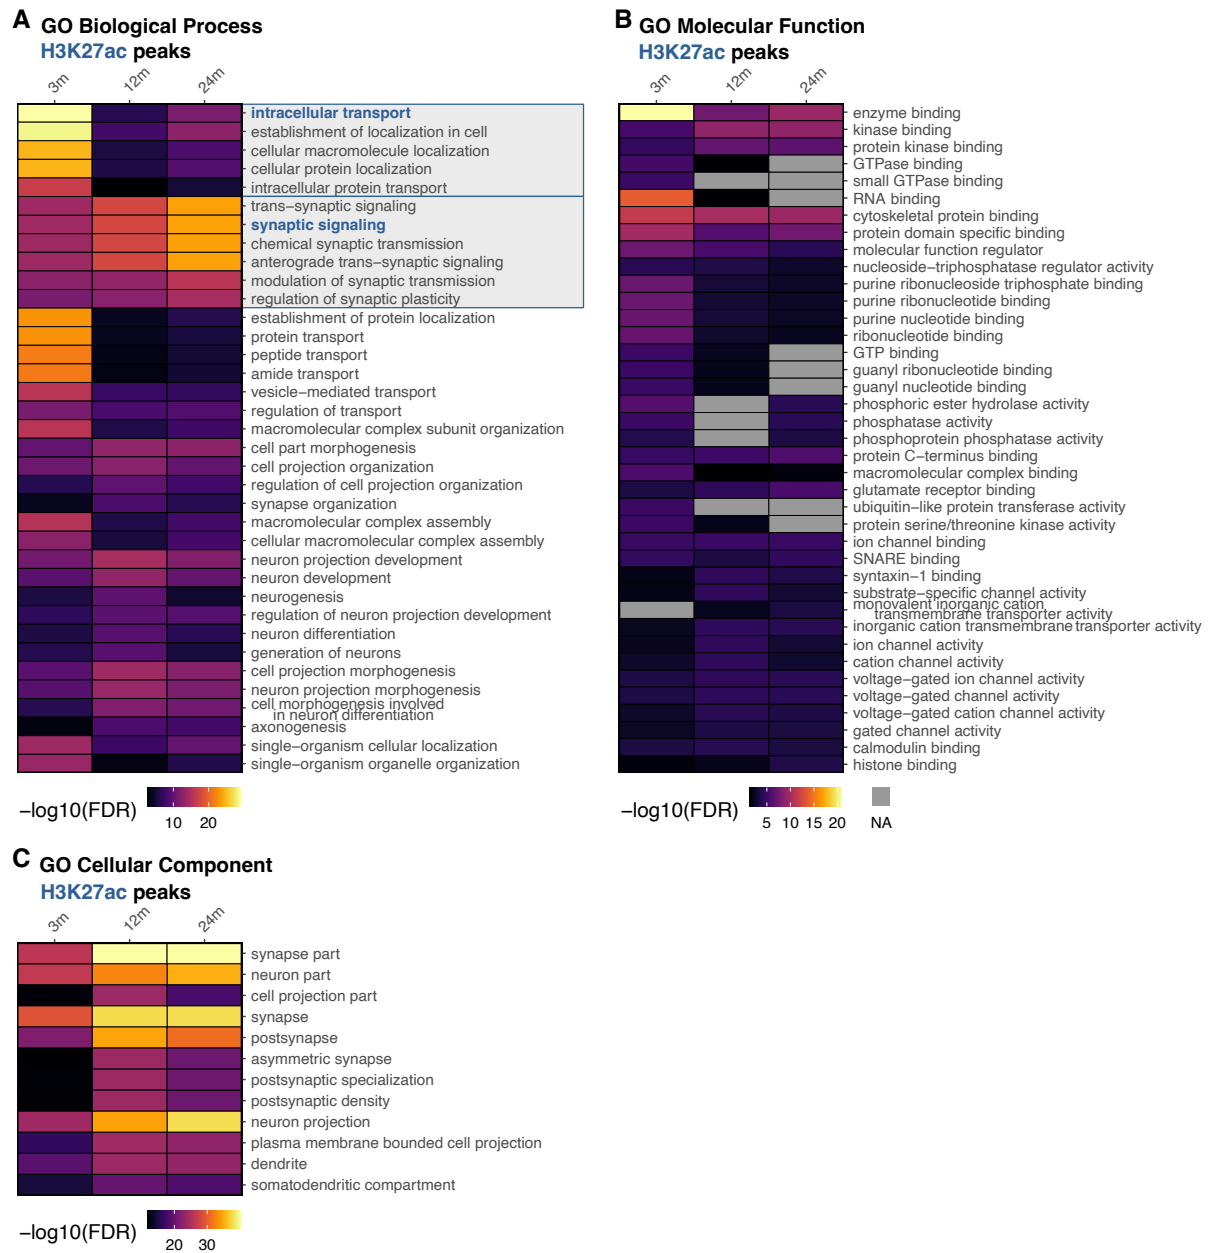 A GO Biological Process
H3K27ac peaks
3m 12m 24m
intracellular transport
establishment of localization in cell
cellular macromolecule localization
cellular protein localization
intracellular protein transport
trans−synaptic signaling
synaptic signaling
chemical synaptic transmission
anterograde trans−synaptic signaling
modulation of synaptic transmission
regulation of synaptic plasticity
establishment of protein localization
protein transport
peptide transport
amide transport
vesicle−mediated transport
regulation of transport
macromolecular complex subunit organization
cell part morphogenesis
cell projection organization
regulation of cell projection organization
synapse organization
macromolecular complex assembly
cellular macromolecular complex assembly
neuron projection development
neuron development
neurogenesis
regulation of neuron projection development
neuron differentiation
generation of neurons
cell projection morphogenesis
neuron projection morphogenesis
cell morphogenesis involved
in neuron differentiation
axonogenesis
single−organism cellular localization
single−organism organelle organization
−log10(FDR)
10 20
B GO Molecular Function
H3K27ac peaks
3m 12m 24m
enzyme binding
kinase binding
protein kinase binding
GTPase binding
small GTPase binding
RNA binding
cytoskeletal protein binding
protein domain specific binding
molecular function regulator
nucleoside−triphosphatase regulator activity
purine ribonucleoside triphosphate binding
purine ribonucleotide binding
purine nucleotide binding
ribonucleotide binding
GTP binding
guanyl ribonucleotide binding
guanyl nucleotide binding
phosphoric ester hydrolase activity
phosphatase activity
phosphoprotein phosphatase activity
protein C−terminus binding
macromolecular complex binding
glutamate receptor binding
ubiquitin−like protein transferase activity
protein serine/threonine kinase activity
ion channel binding
SNARE binding
syntaxin−1 binding
substrate−specific channel activity
monovalent inorganic cation
transmembrane transporter activity
inorganic cation transmembrane transporter activity
ion channel activity
cation channel activity
voltage−gated ion channel activity
voltage−gated channel activity
voltage−gated cation channel activity
gated channel activity
calmodulin binding
histone binding
−log10(FDR)
5 10 15 20 NA
C GO Cellular Component
H3K27ac peaks
3m 12m 24m
synapse part
neuron part
cell projection part
synapse
postsynapse
asymmetric synapse
postsynaptic specialization
postsynaptic density
neuron projection
plasma membrane bounded cell projection
dendrite
somatodendritic compartment
−log10(FDR)
20 30